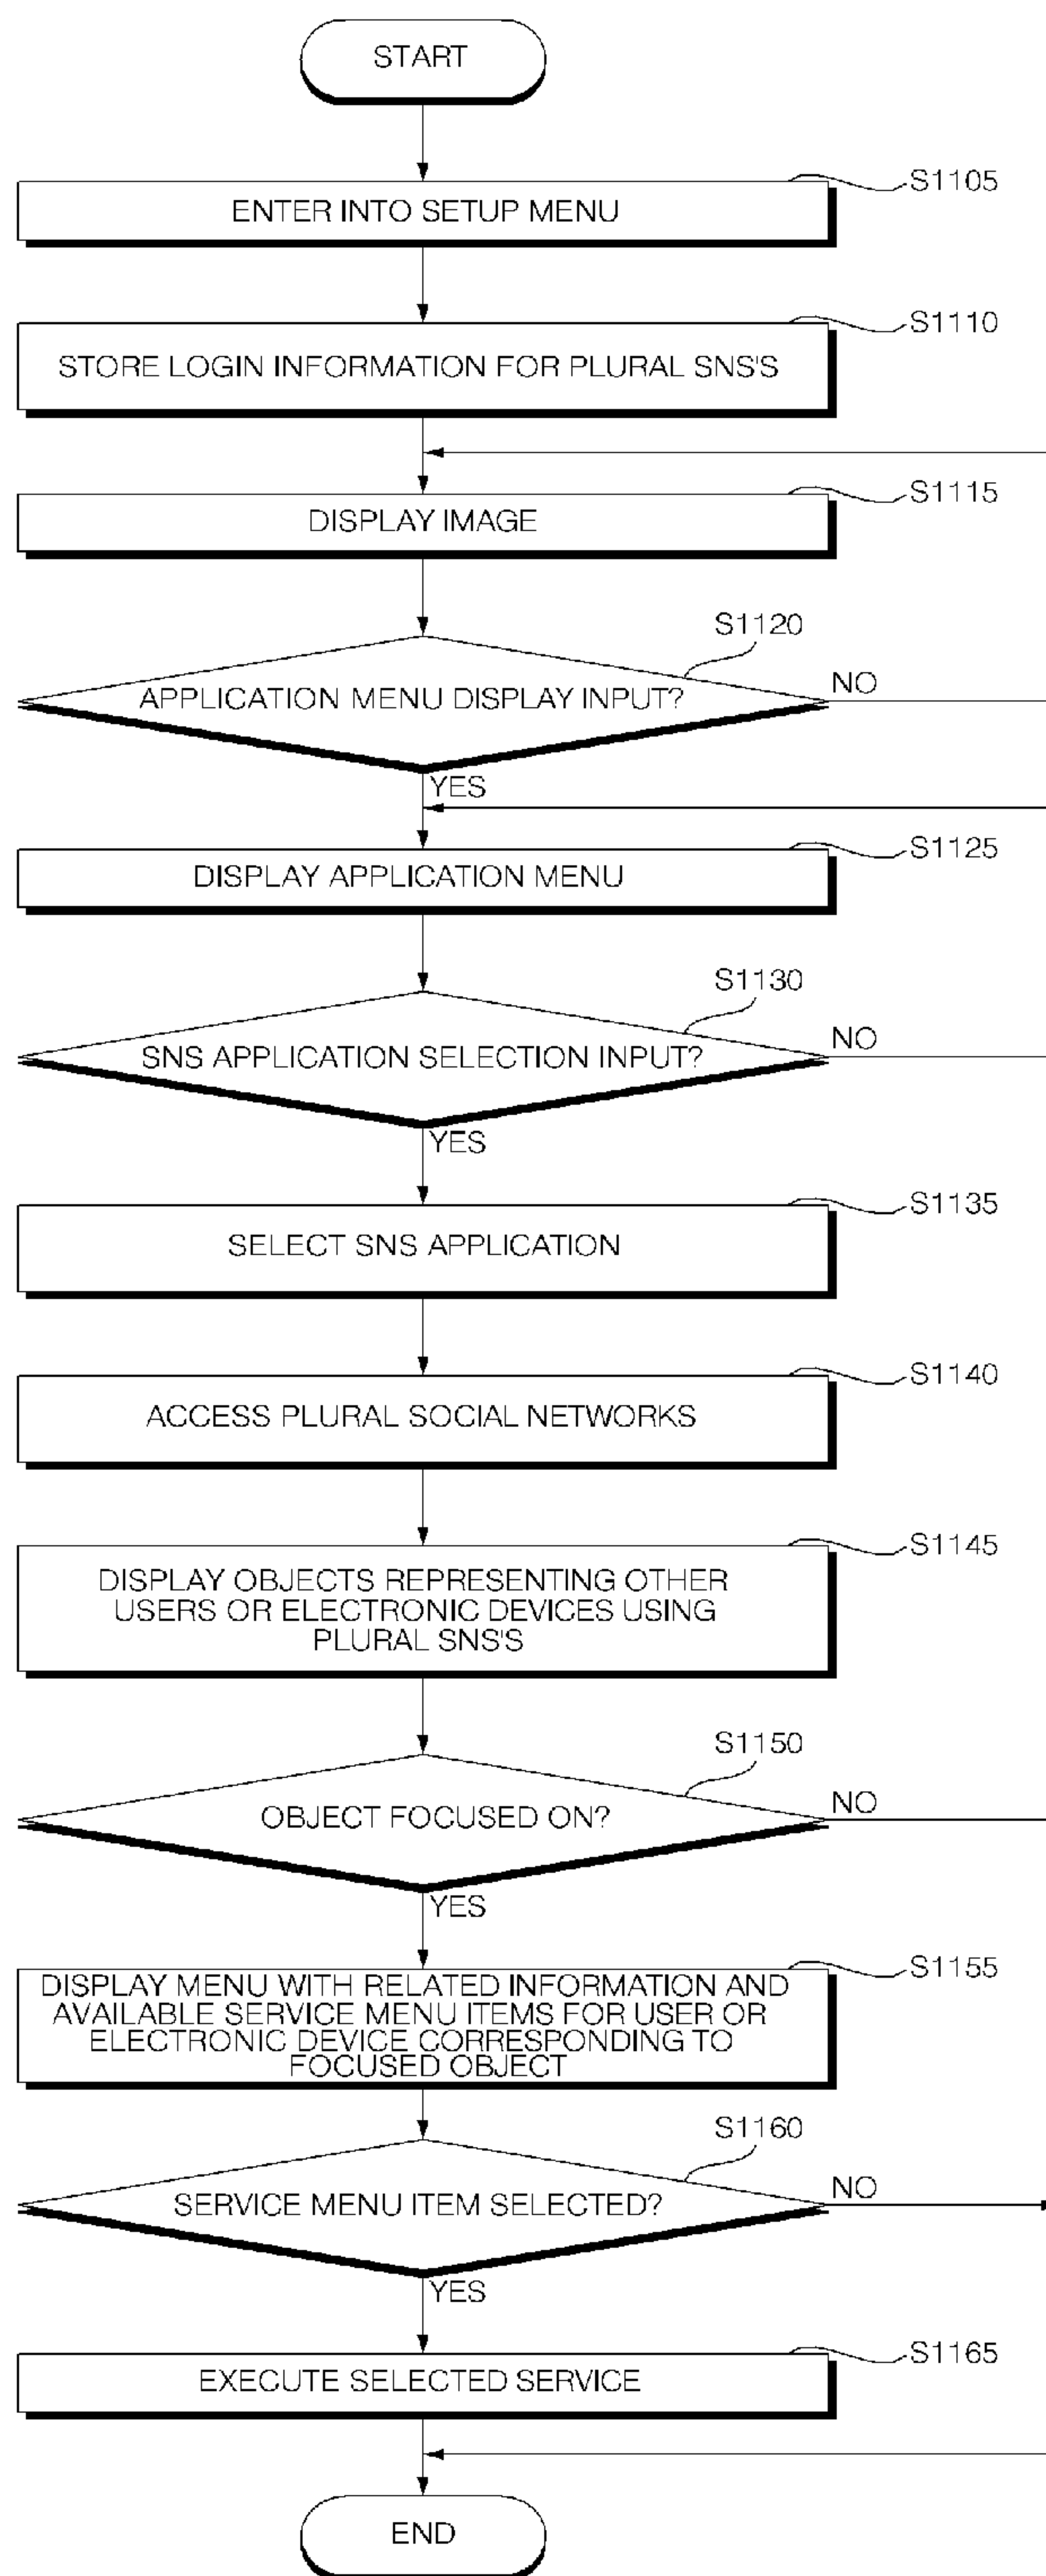 START
S1105
ENTER INTO SETUP MENU
S1110
STORE LOGIN INFORMATION FOR PLURAL SNS'S
S1115
DISPLAY IMAGE
S1120
APPLICATION MENU DISPLAY INPUT?
NO
YES
S1125
DISPLAY APPLICATION MENU
S1130
SNS APPLICATION SELECTION INPUT?
NO
YES
S1135
SELECT SNS APPLICATION
S1140
ACCESS PLURAL SOCIAL NETWORKS
S1145
DISPLAY OBJECTS REPRESENTING OTHER
USERS OR ELECTRONIC DEVICES USING
PLURAL SNS'S
S1150
OBJECT FOCUSED ON?
NO
YES
S1155
DISPLAY MENU WITH RELATED INFORMATION AND
AVAILABLE SERVICE MENU ITEMS FOR USER OR
ELECTRONIC DEVICE CORRESPONDING TO
FOCUSED OBJECT
S1160
SERVICE MENU ITEM SELECTED?
NO
YES
S1165
EXECUTE SELECTED SERVICE
END